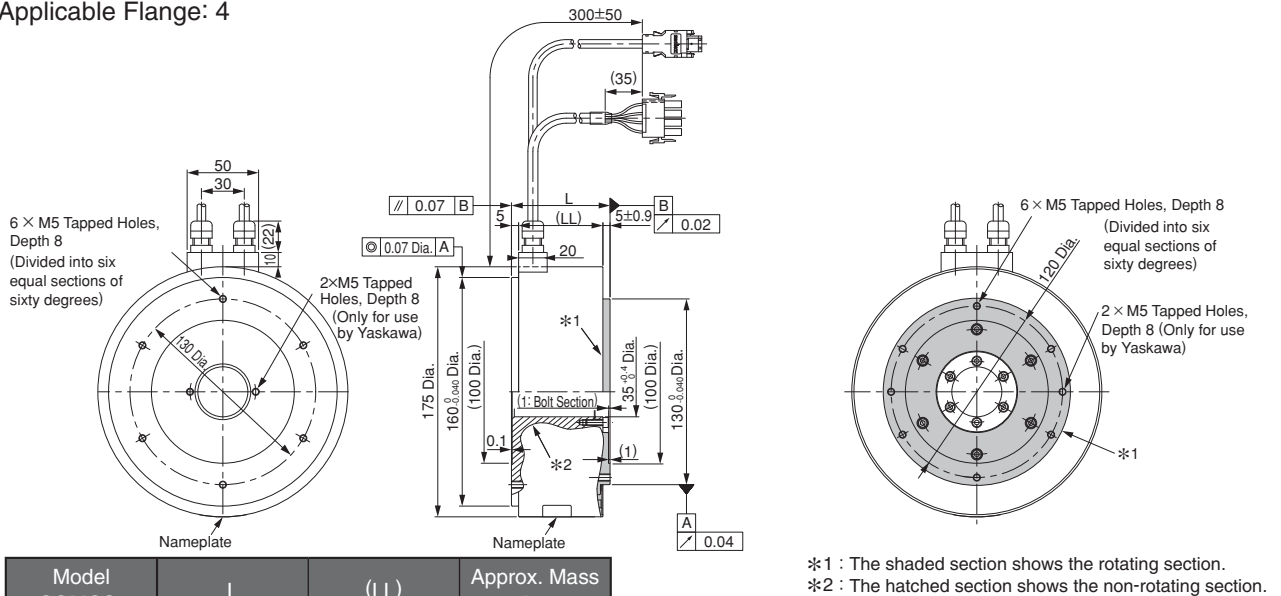 Applicable Flange: 4
300±50
(35)
50
30
6 × M5 Tapped Holes,
Depth 8
(Divided into six
equal sections of
sixty degrees)
(22)
10
2×M5 Tapped
Holes, Depth 8
(Only for use
by Yaskawa)
130 Dia.
Nameplate
// 0.07 B
L
B
↗ 0.02
5
(LL)
5±0.9
◎ 0.07 Dia. A
20
✻1
175 Dia.
160 0 -0.040 Dia.
(100 Dia.)
(1: Bolt Section)
35 +0.4 0 Dia.
(100 Dia.)
130 0 -0.040 Dia.
0.1
✻2
(1)
Nameplate
A
↗ 0.04
6 × M5 Tapped Holes, Depth 8
(Divided into six
equal sections of
sixty degrees)
120 Dia.
2 × M5 Tapped Holes,
Depth 8 (Only for use
by Yaskawa)
✻1
✻1 : The shaded section shows the rotating section.
✻2 : The hatched section shows the non-rotating section.
Model
L
(LL)
Approx. Mass